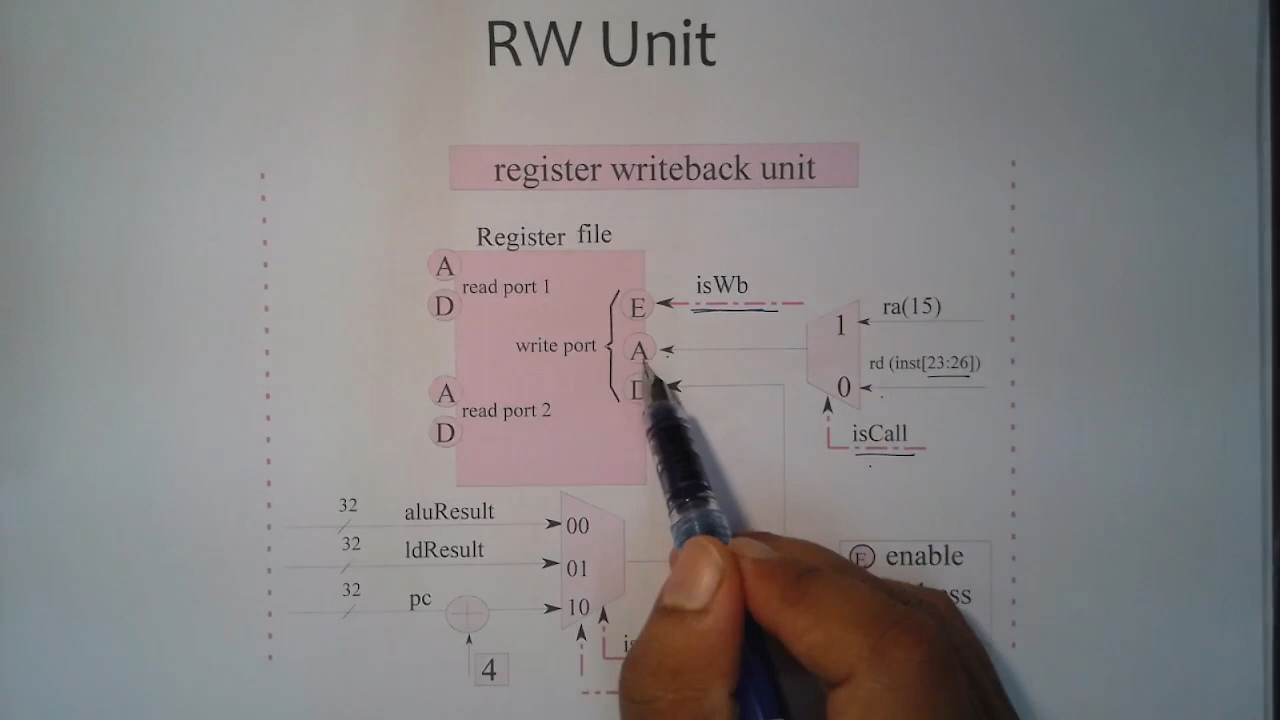 RW Unit
register writeback unit
Register file
A
read port 1
D
E
isWb
1
ra(15)
write port
A
rd (inst[23:26])
0
A
read port 2
D
isCall
32
aluResult
00
32
ldResult
01
32
pc
10
4
E enable